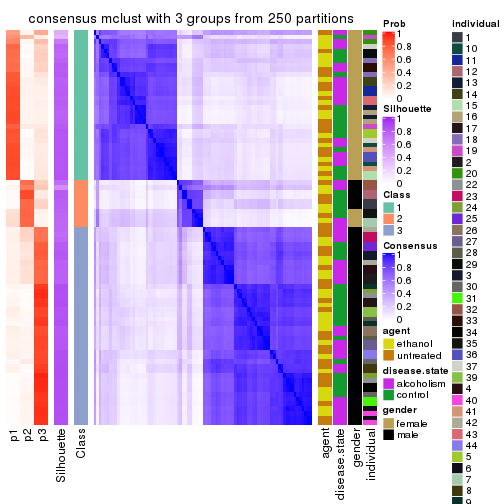 consensus mclust with 3 groups from 250 partitions
p1
p2
p3
Silhouette
Class
agent
disease.state
gender
individual
Prob
0.8
0.6
0.4
0.2
0
Silhouette
1
0.8
0.6
0.4
0.2
0
Class
1
2
3
Consensus
1
0.8
0.6
0.4
0.2
0
agent
ethanol
untreated
disease.state
alcoholism
control
gender
female
male
individual
1
10
11
12
13
14
15
16
17
18
19
2
20
22
23
24
25
26
27
28
29
3
30
31
32
33
34
35
36
37
39
4
40
41
42
43
44
5
6
7
8
9